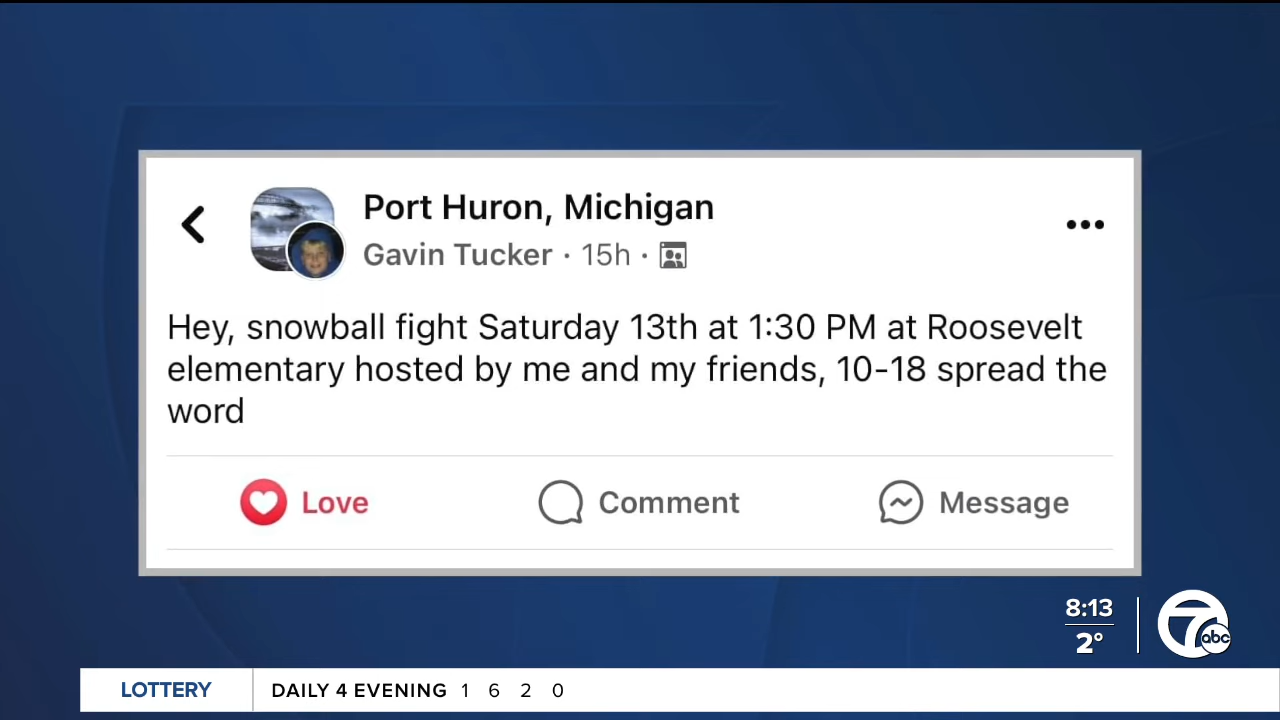 Port Huron, Michigan
Gavin Tucker · 15h ·
Hey, snowball fight Saturday 13th at 1:30 PM at Roosevelt
elementary hosted by me and my friends, 10-18 spread the
word
Love
Comment
Message
8:13
2°
7 abc
LOTTERY
DAILY 4 EVENING 1 6 2 0